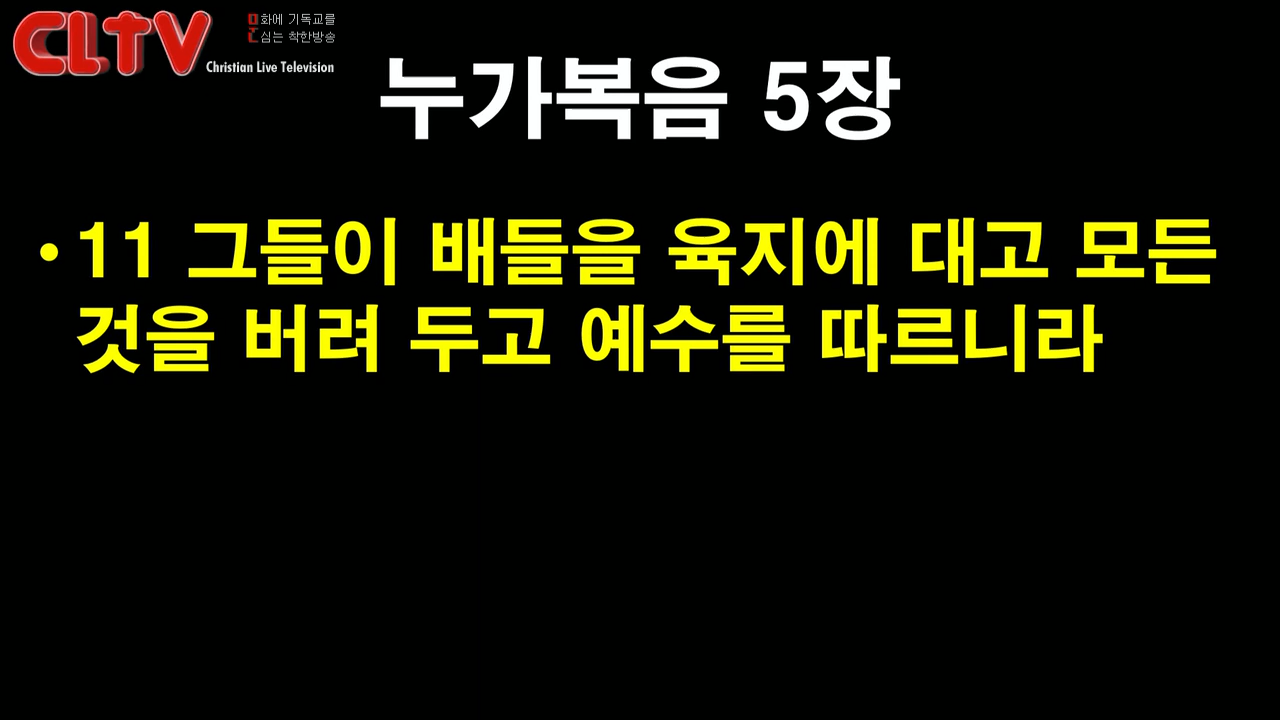 CLTV
문화에 기독교를
심는 착한방송
Christian Live Television
누가복음 5장
• 11 그들이 배들을 육지에 대고 모든
것을 버려 두고 예수를 따르니라